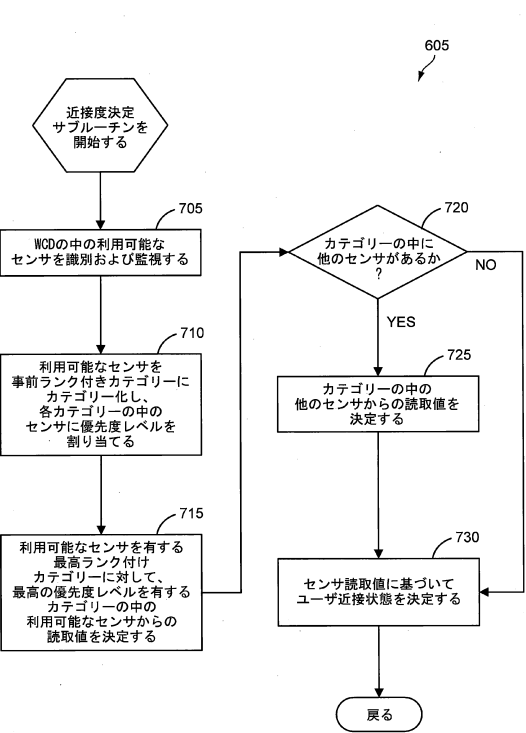 605
近接度決定
サブルーチンを
開始する
705
WCDの中の利用可能な
センサを識別および監視する
710
利用可能なセンサを
事前ランク付きカテゴリーに
カテゴリー化し、
各カテゴリーの中の
センサに優先度レベルを
割り当てる
715
利用可能なセンサを有する
最高ランク付け
カテゴリーに対して、
最高の優先度レベルを有する
カテゴリーの中の
利用可能なセンサからの
読取値を決定する
720
カテゴリーの中に
他のセンサがあるか
?
NO
YES
725
カテゴリーの中の
他のセンサからの読取値を
決定する
730
センサ読取値に基づいて
ユーザ近接状態を決定する
戻る